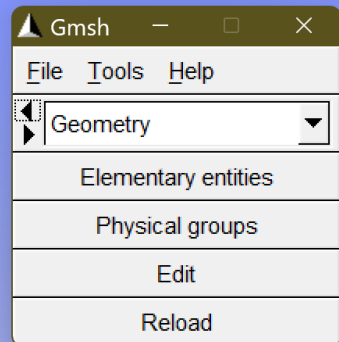 Gmsh
File Tools Help
Geometry
Elementary entities
Physical groups
Edit
Reload